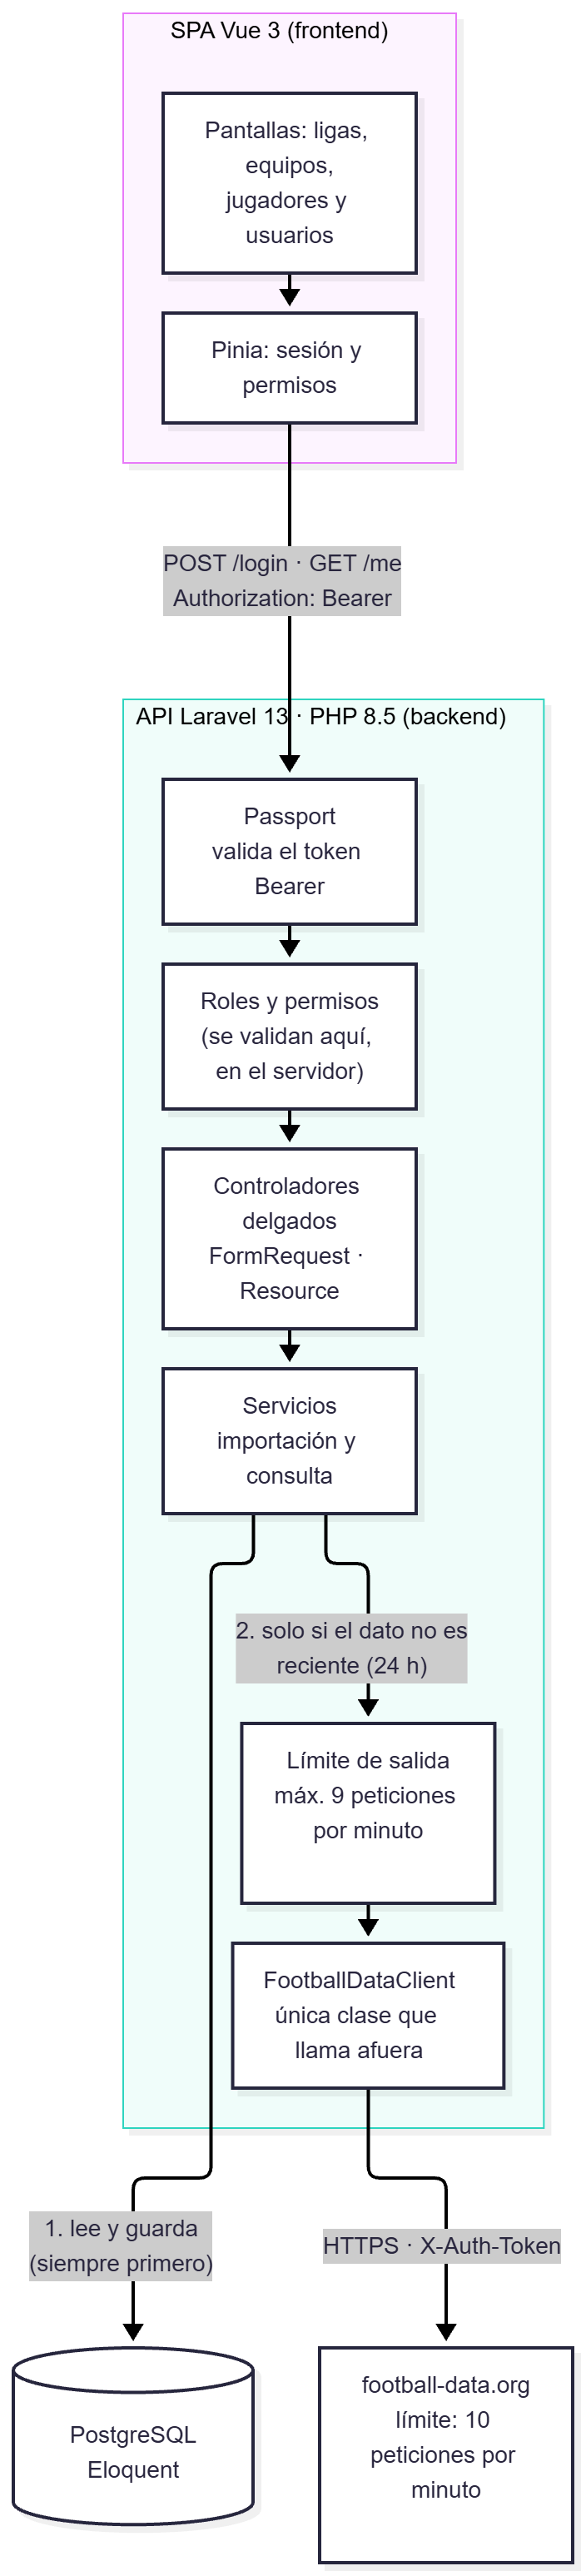 SPA Vue 3 (frontend)
Pantallas: ligas,
equipos,
jugadores y
usuarios
Pinia: sesión y
permisos
POST /login · GET /me
Authorization: Bearer
API Laravel 13 · PHP 8.5 (backend)
Passport
valida el token
Bearer
Roles y permisos
(se validan aquí,
en el servidor)
Controladores
delgados
FormRequest ·
Resource
Servicios
importación y
consulta
2. solo si el dato no es
reciente (24 h)
Límite de salida
máx. 9 peticiones
por minuto
FootballDataClient
única clase que
llama afuera
1. lee y guarda
(siempre primero)
HTTPS · X-Auth-Token
PostgreSQL
Eloquent
football-data.org
límite: 10
peticiones por
minuto